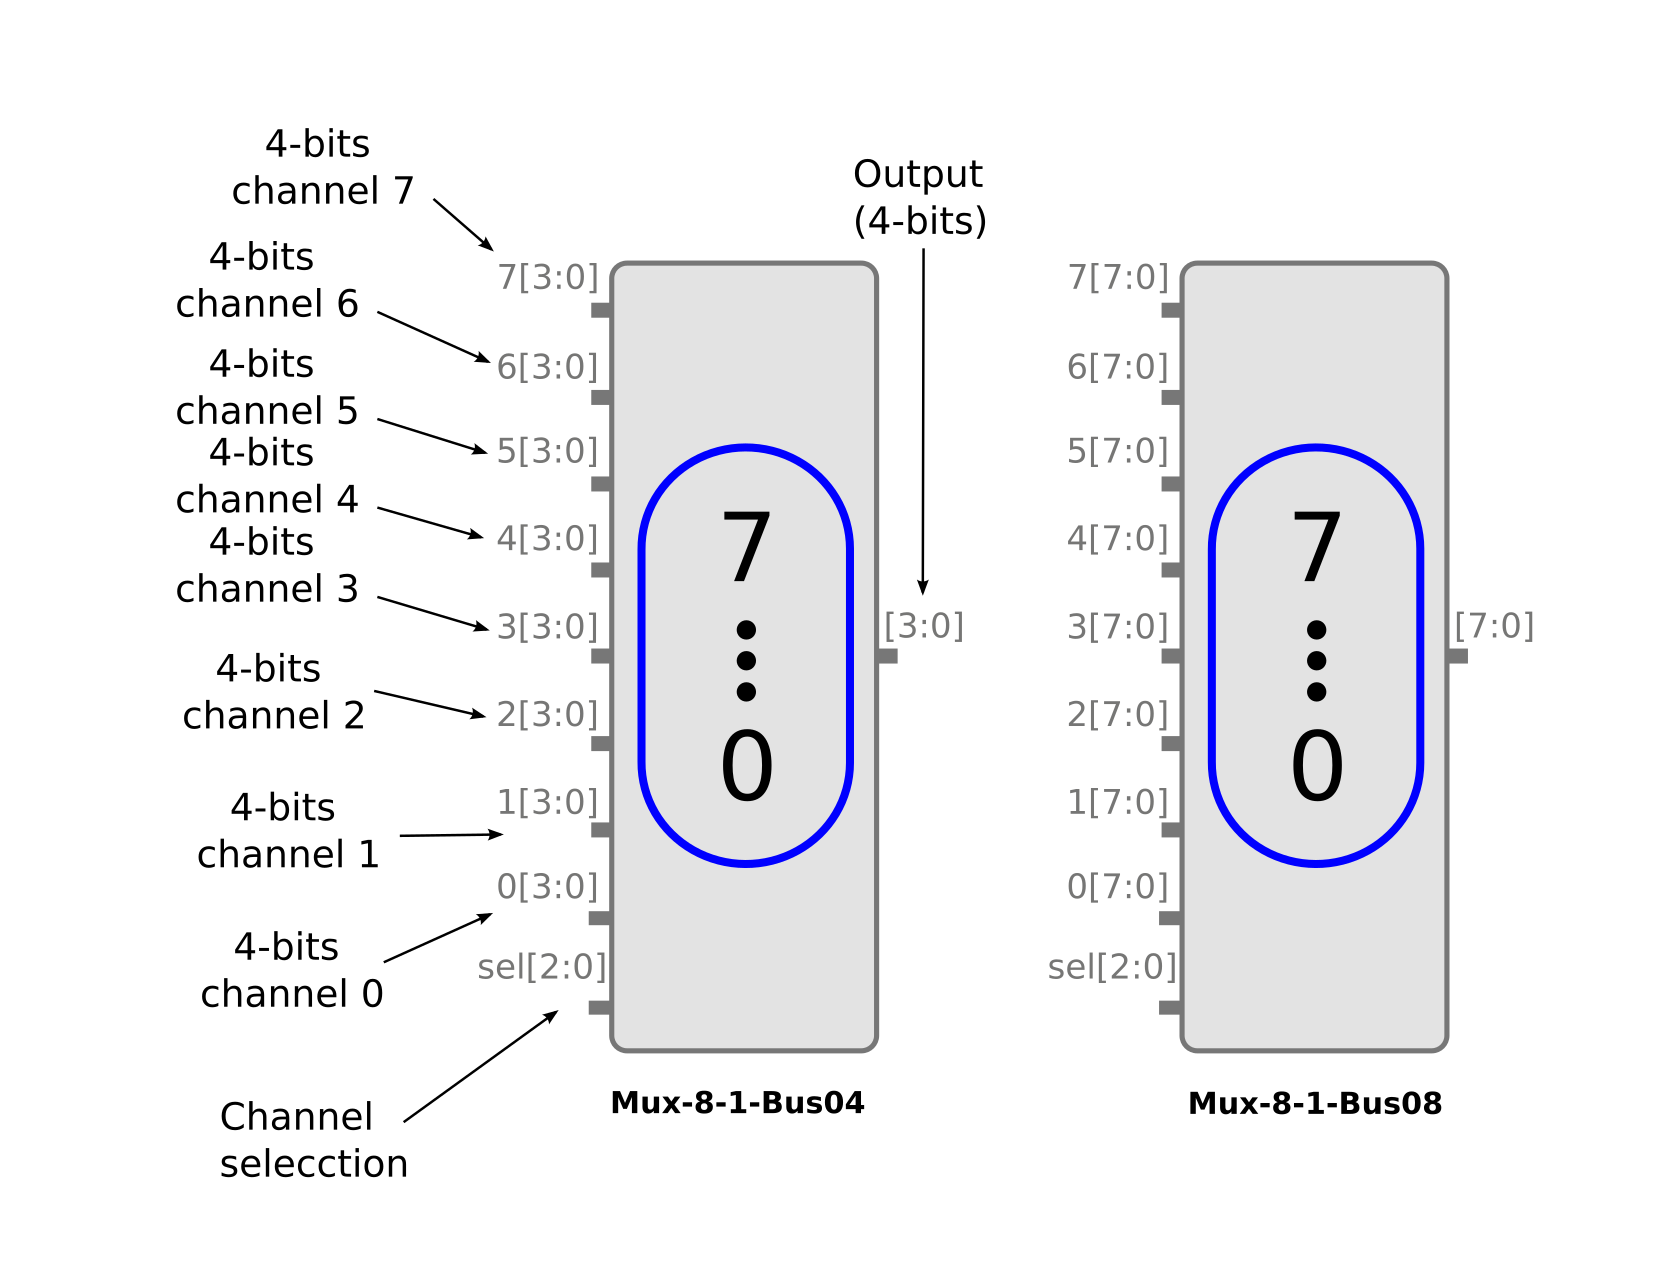 4-bits
channel 7
4-bits
channel 6
4-bits
channel 5
4-bits
channel 4
4-bits
channel 3
4-bits
channel 2
4-bits
channel 1
4-bits
channel 0
Channel
selecction
7[3:0]
6[3:0]
5[3:0]
4[3:0]
3[3:0]
2[3:0]
1[3:0]
0[3:0]
sel[2:0]
7
0
Mux-8-1-Bus04
Output
(4-bits)
[3:0]
7[7:0]
6[7:0]
5[7:0]
4[7:0]
3[7:0]
2[7:0]
1[7:0]
0[7:0]
sel[2:0]
7
0
Mux-8-1-Bus08
[7:0]